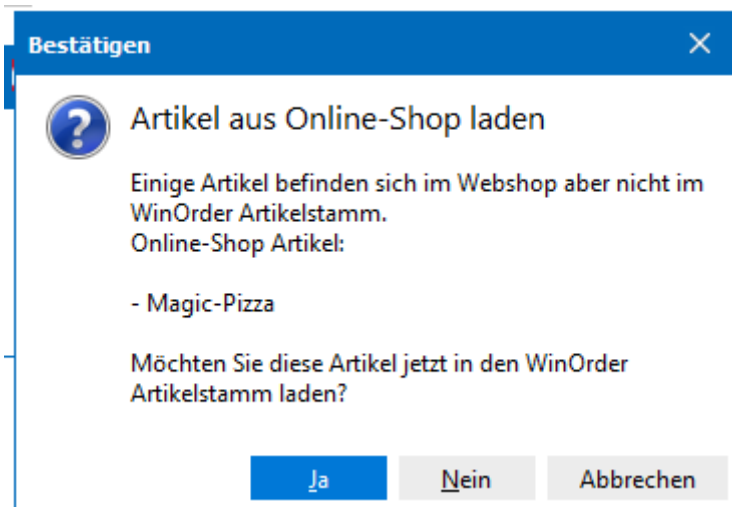 Bestätigen
Artikel aus Online-Shop laden
Einige Artikel befinden sich im Webshop aber nicht im
WinOrder Artikelstamm.
Online-Shop Artikel:
- Magic-Pizza
Möchten Sie diese Artikel jetzt in den WinOrder
Artikelstamm laden?
Ja Nein Abbrechen